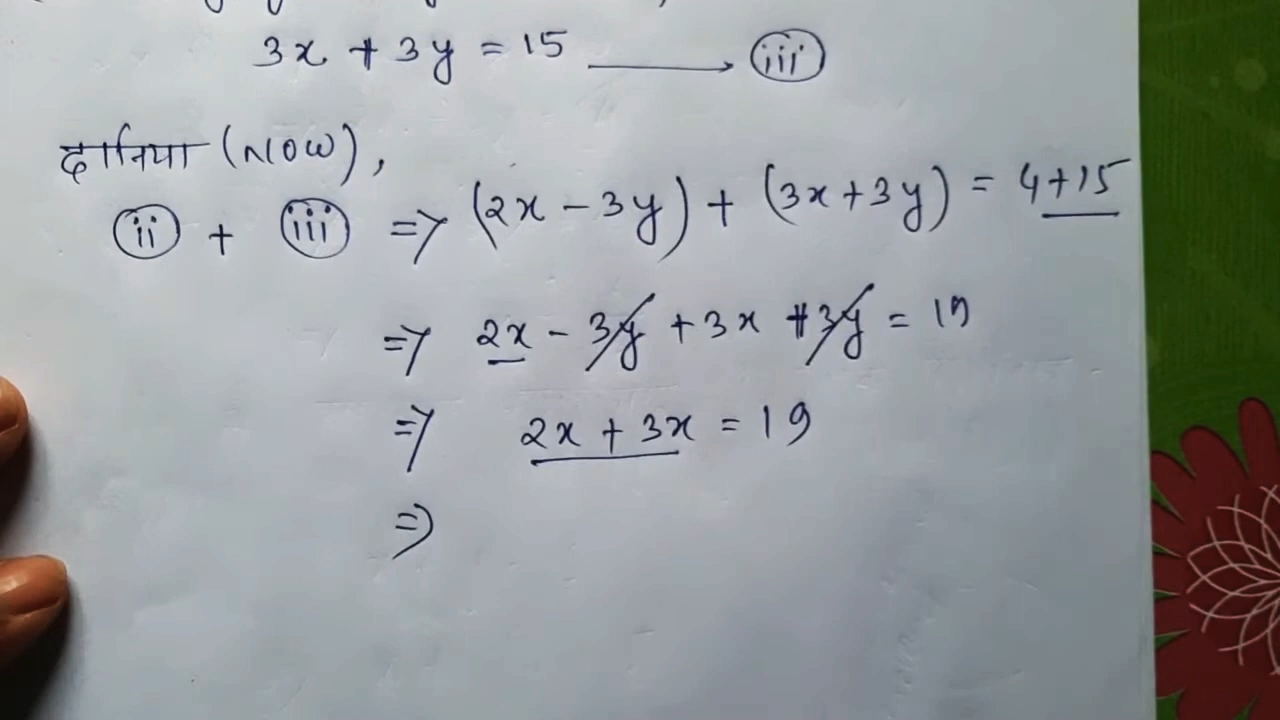 3x + 3y = 15 ⟶ (iii)
दानिया (Now),
(ii) + (iii) => (2x - 3y) + (3x + 3y) = 4 + 15
=> 2x - 3y + 3x + 3y = 19
=> 2x + 3x = 19
=>